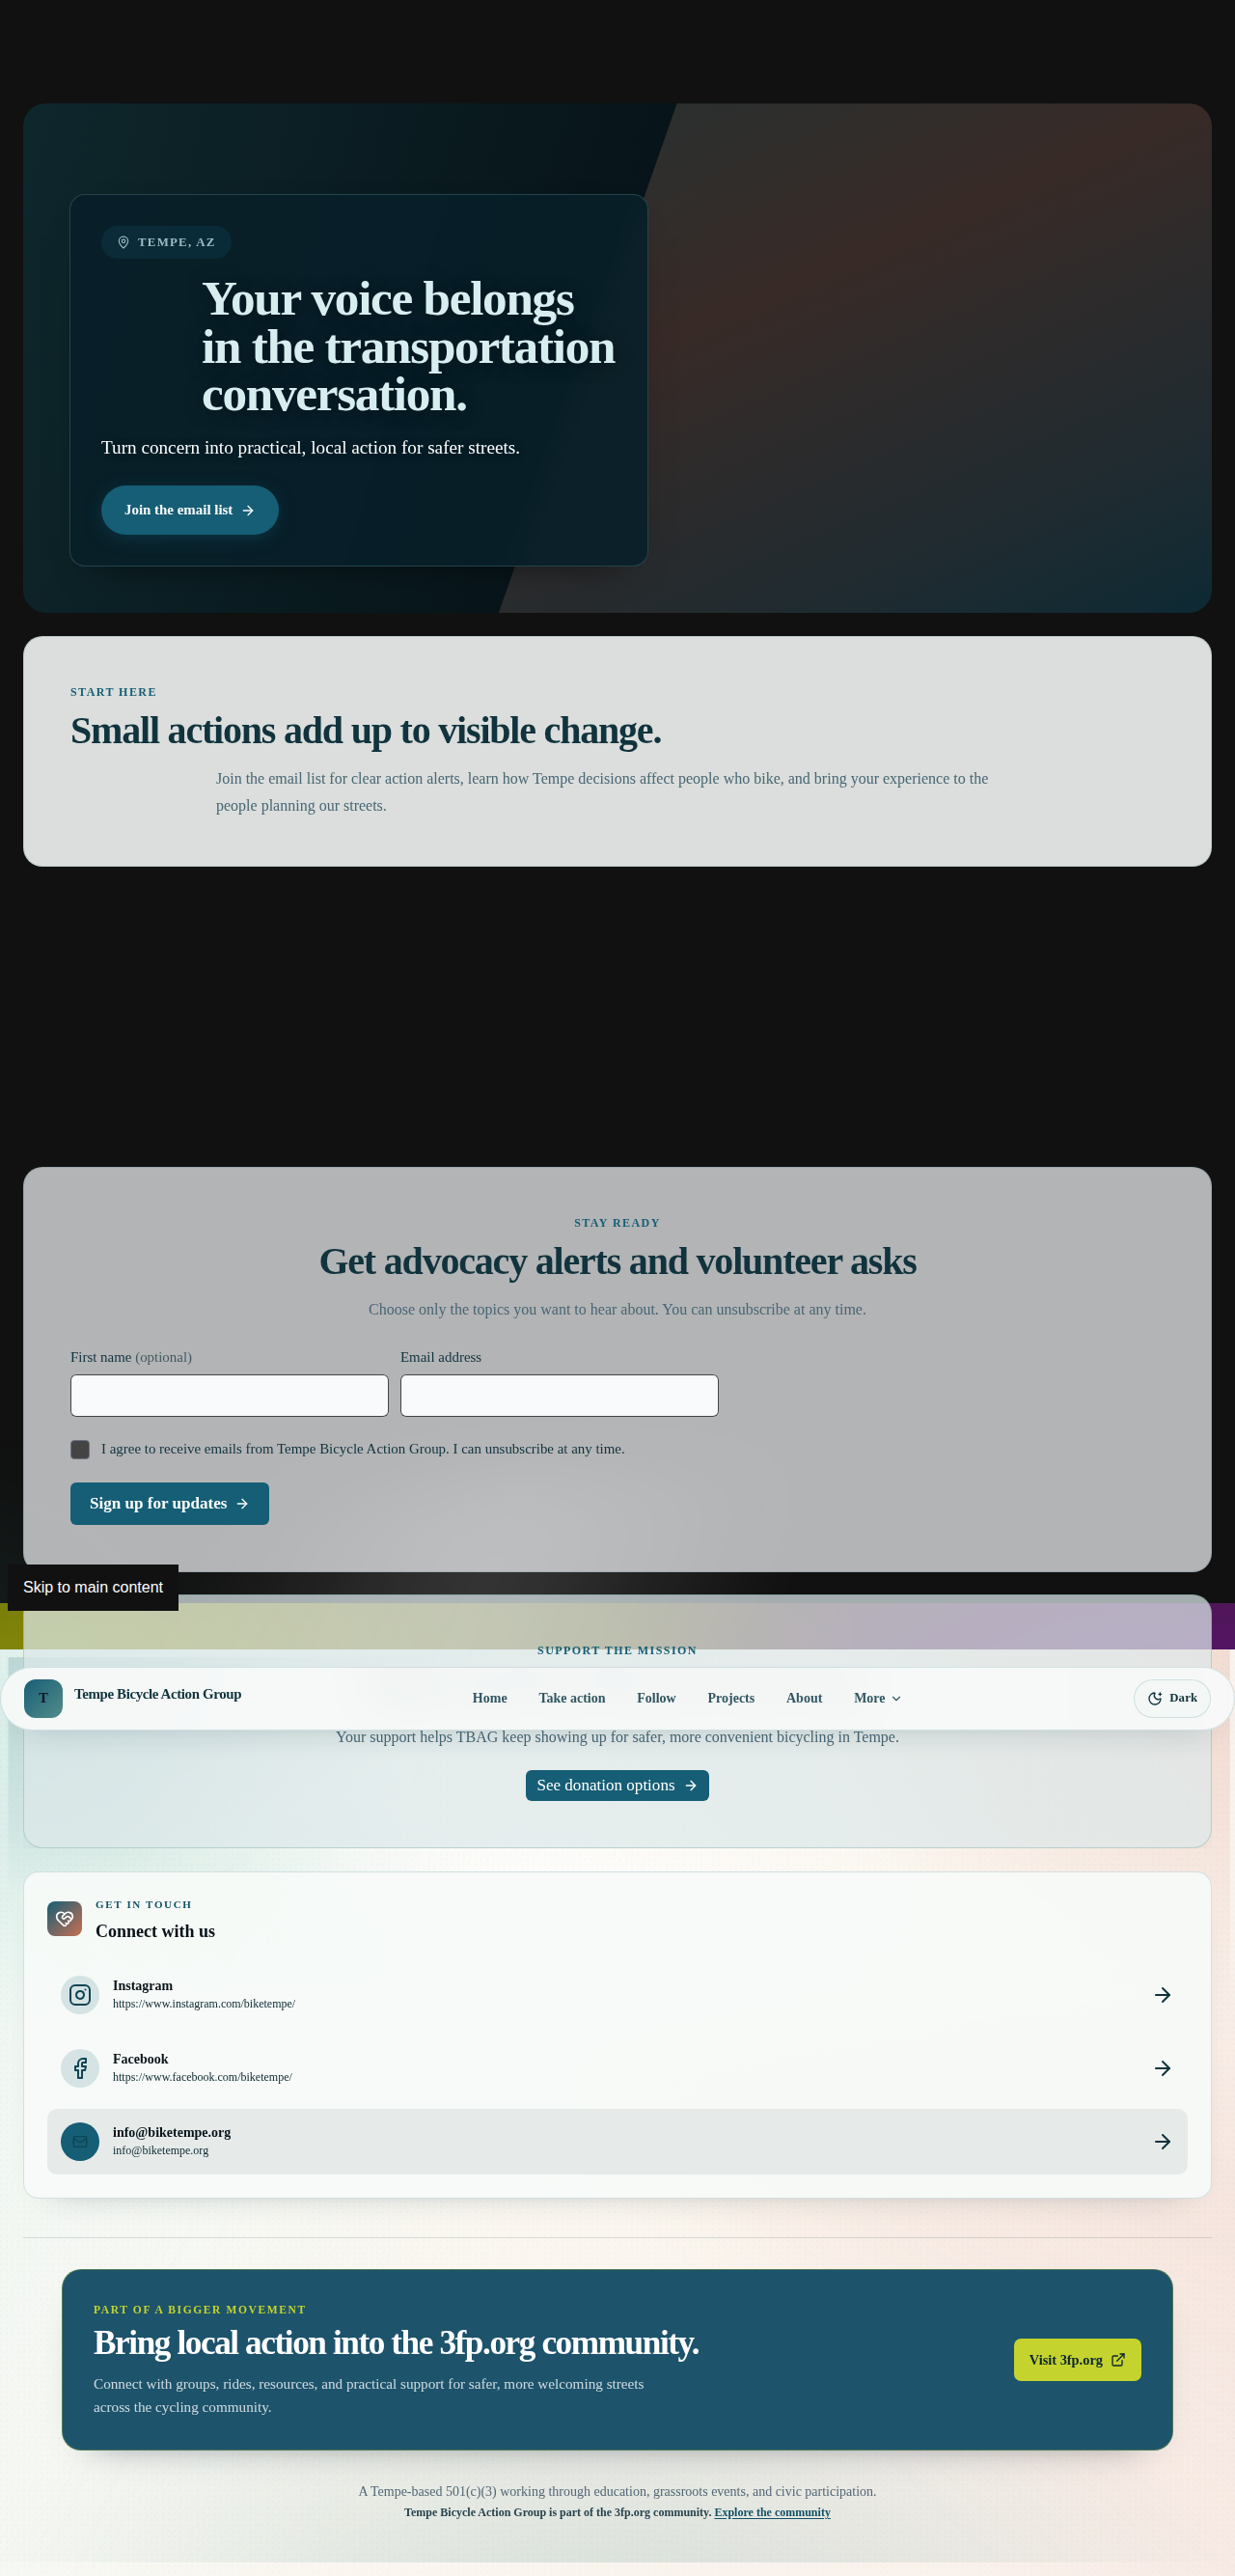 TEMPE, AZ
Your voice belongs
in the transportation
conversation.
Turn concern into practical, local action for safer streets.
Join the email list
START HERE
Small actions add up to visible change.
Join the email list for clear action alerts, learn how Tempe decisions affect people who bike, and bring your experience to the
people planning our streets.
STAY READY
Get advocacy alerts and volunteer asks
Choose only the topics you want to hear about. You can unsubscribe at any time.
First name (optional)
Email address
I agree to receive emails from Tempe Bicycle Action Group. I can unsubscribe at any time.
Sign up for updates
Skip to main content
SUPPORT THE MISSION
T
Tempe Bicycle Action Group
Home
Take action
Follow
Projects
About
More
Dark
Your support helps TBAG keep showing up for safer, more convenient bicycling in Tempe.
See donation options
GET IN TOUCH
Connect with us
Instagram
https://www.instagram.com/biketempe/
Facebook
https://www.facebook.com/biketempe/
info@biketempe.org
info@biketempe.org
PART OF A BIGGER MOVEMENT
Bring local action into the 3fp.org community.
Connect with groups, rides, resources, and practical support for safer, more welcoming streets
across the cycling community.
Visit 3fp.org
A Tempe-based 501(c)(3) working through education, grassroots events, and civic participation.
Tempe Bicycle Action Group is part of the 3fp.org community. Explore the community